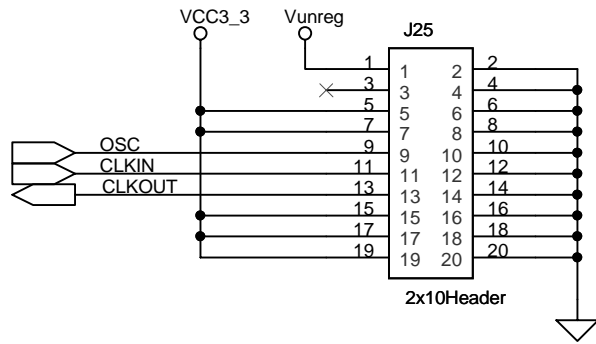 VCC3_3 Vunreg
J25
1 1 2 2
3 3 4 4
5 5 6 6
7 7 8 8
OSC 9 9 10 10
CLKIN 11 11 12 12
CLKOUT 13 13 14 14
15 15 16 16
17 17 18 18
19 19 20 20
2x10Header